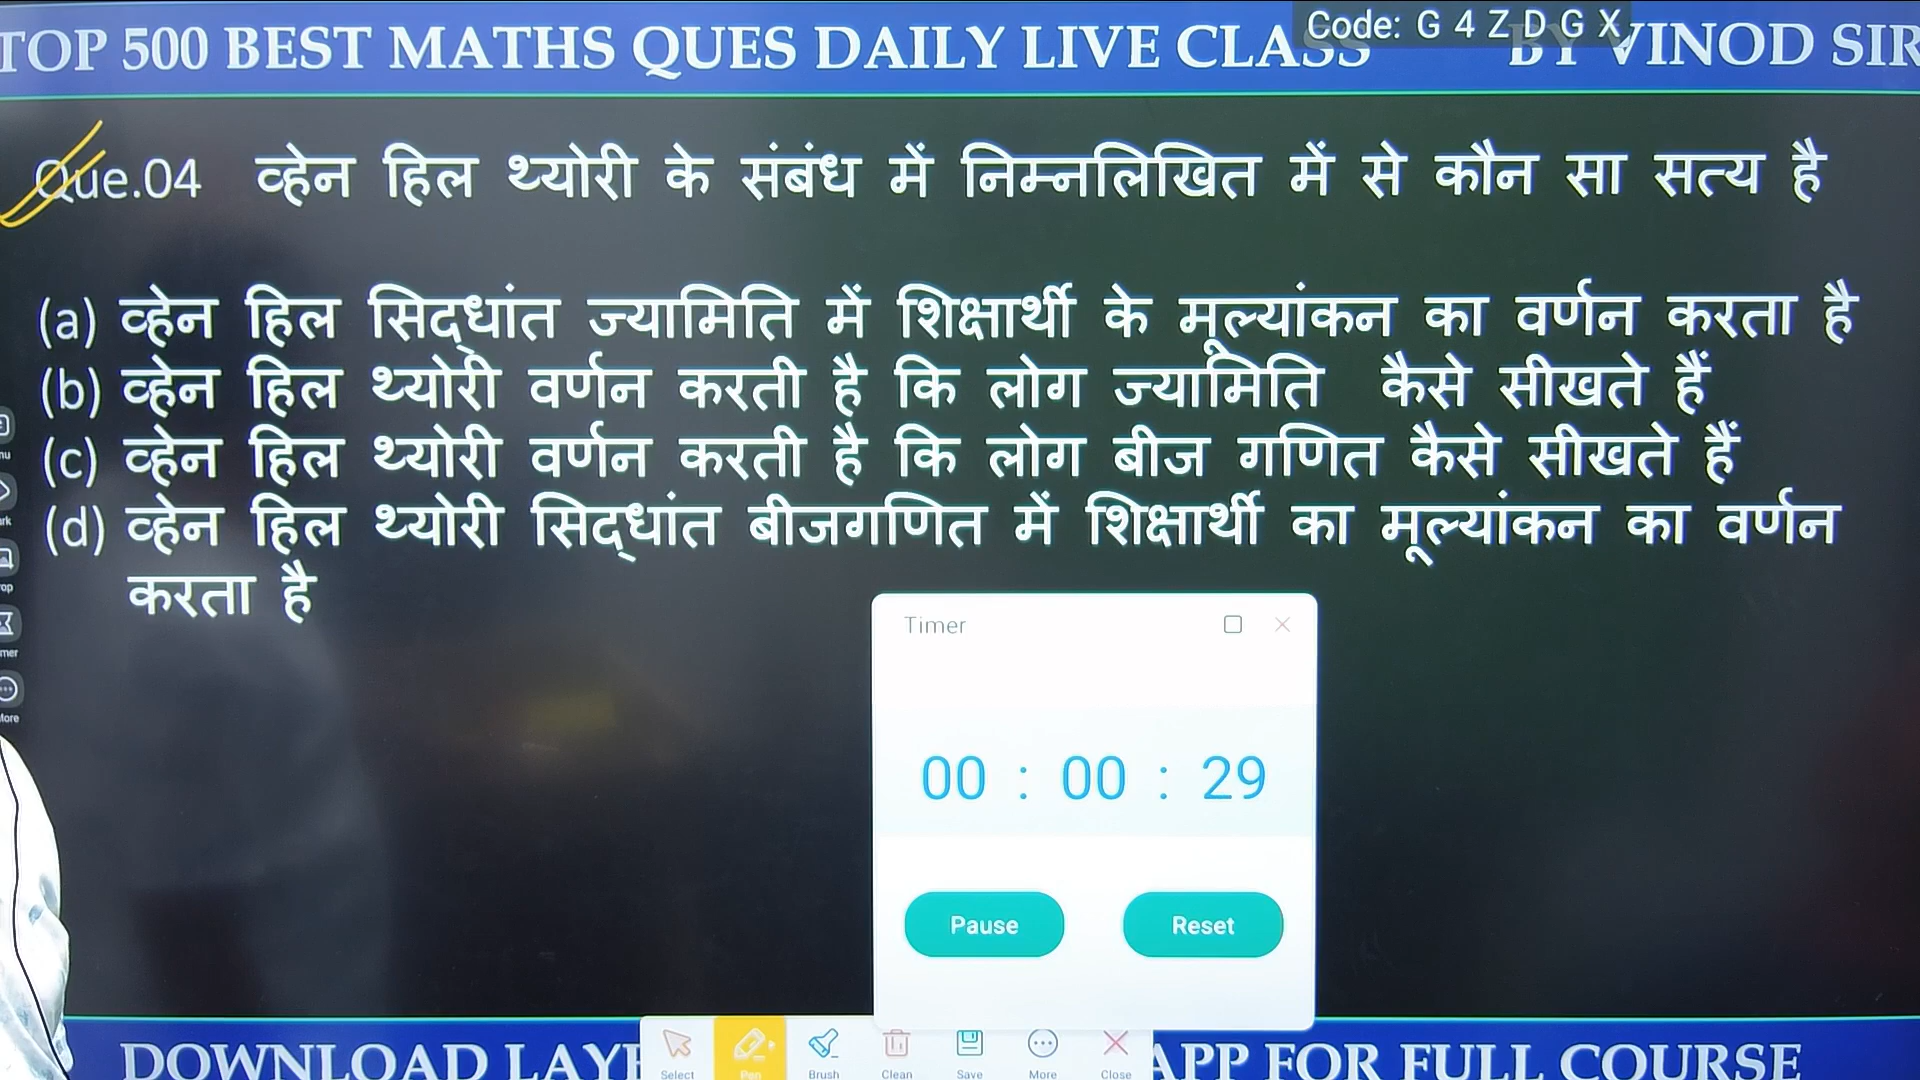 TOP 500 BEST MATHS QUES DAILY LIVE CLASS BY VINOD SIR
Code: G 4 Z D G X
Que.04 व्हेन हिल थ्योरी के संबंध में निम्नलिखित में से कौन सा सत्य है
(a) व्हेन हिल सिद्धांत ज्यामिति में शिक्षार्थी के मूल्यांकन का वर्णन करता है
(b) व्हेन हिल थ्योरी वर्णन करती है कि लोग ज्यामिति कैसे सीखते हैं
(c) व्हेन हिल थ्योरी वर्णन करती है कि लोग बीज गणित कैसे सीखते हैं
(d) व्हेन हिल थ्योरी सिद्धांत बीजगणित में शिक्षार्थी का मूल्यांकन का वर्णन
करता है
Timer
00 : 00 : 29
Pause Reset
Select Pen Brush Clean Save More Close
DOWNLOAD APP FOR FULL COURSE